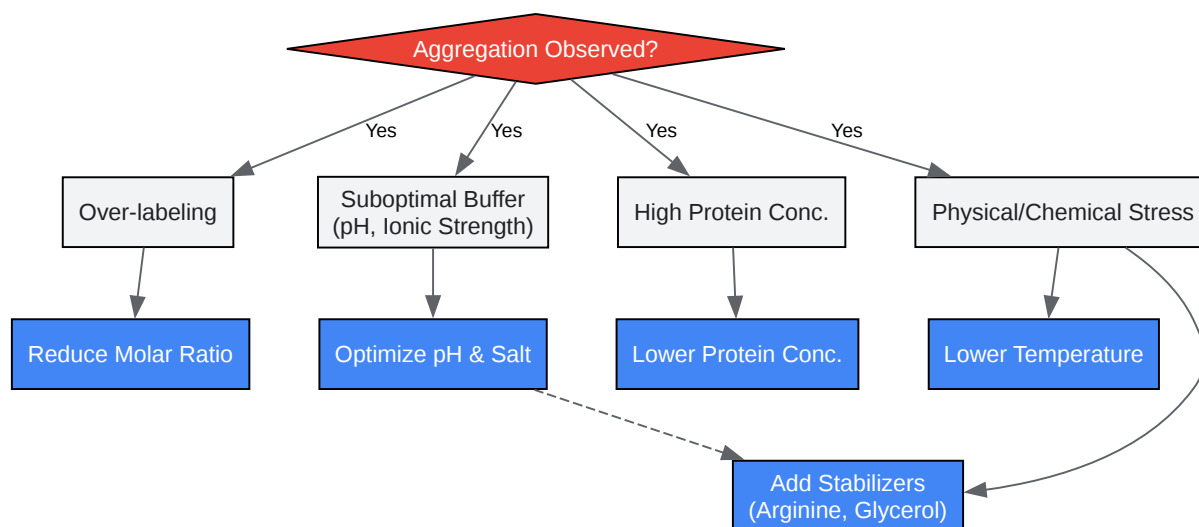 Aggregation Observed?
Yes
Yes
Yes
Yes
Over-labeling
Suboptimal Buffer
(pH, Ionic Strength)
High Protein Conc.
Physical/Chemical Stress
Reduce Molar Ratio
Optimize pH & Salt
Lower Protein Conc.
Lower Temperature
Add Stabilizers
(Arginine, Glycerol)